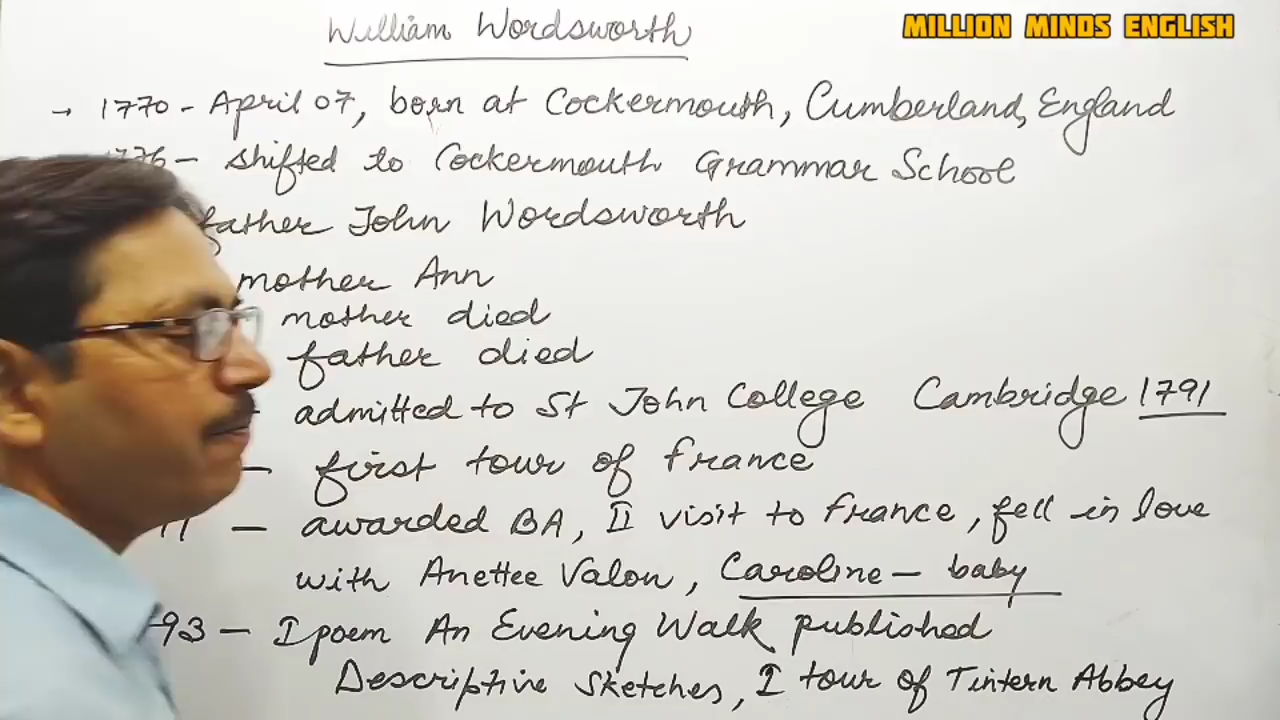 William Wordsworth
MILLION MINDS ENGLISH
→ 1770 - April 07, born at Cockermouth, Cumberland, England
1776 - shifted to Cockermouth Grammar School
father John Wordsworth
mother Ann
mother died
father died
admitted to St John College Cambridge 1791
— first tour of France
— awarded BA, II visit to France, fell in love
with Anettee Valon, Caroline — baby
93 — I poem An Evening Walk published
Descriptive Sketches, I tour of Tintern Abbey